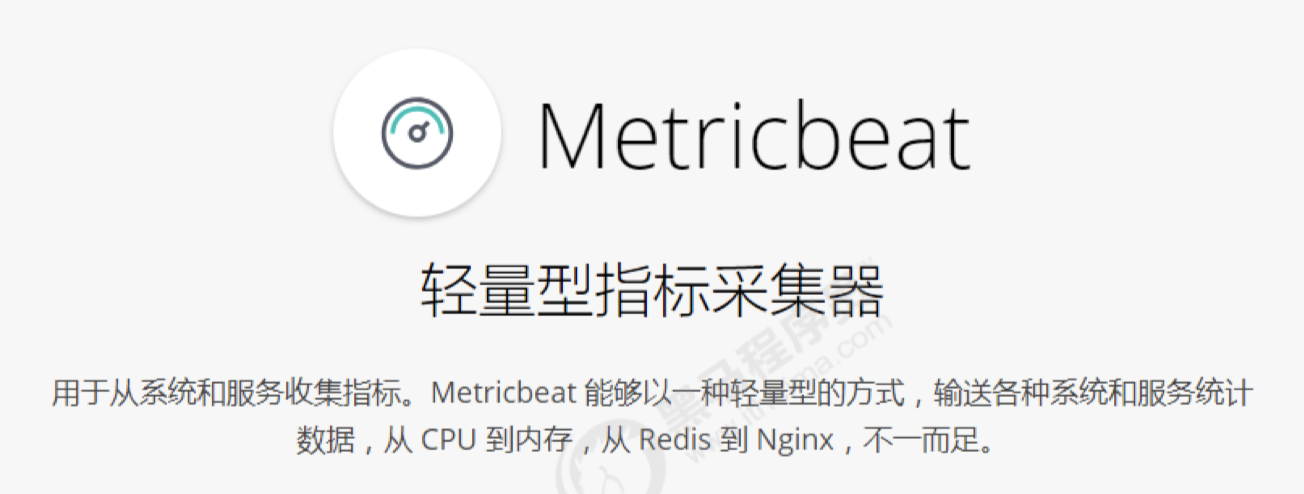 Metricbeat
轻量型指标采集器
用于从系统和服务收集指标。Metricbeat 能够以一种轻量型的方式，输送各种系统和服务统计
数据，从 CPU 到内存，从 Redis 到 Nginx，不一而足。